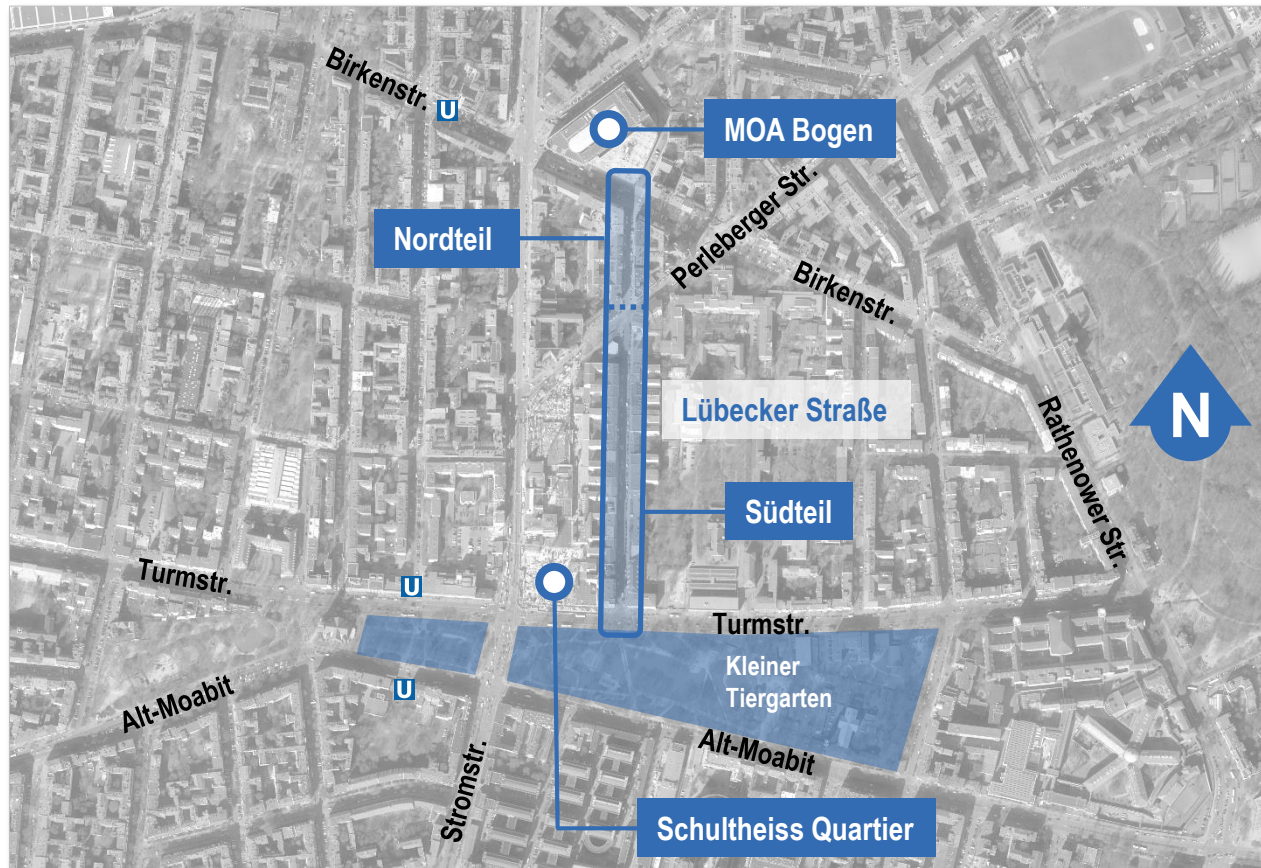 Birkenstr.
U
MOA Bogen
Perleberger Str.
Nordteil
Birkenstr.
Lübecker Straße
N
Rathenower Str.
Südteil
Turmstr.
U
Turmstr.
Kleiner
Tiergarten
U
Alt-Moabit
Alt-Moabit
Stromstr.
Schultheiss Quartier